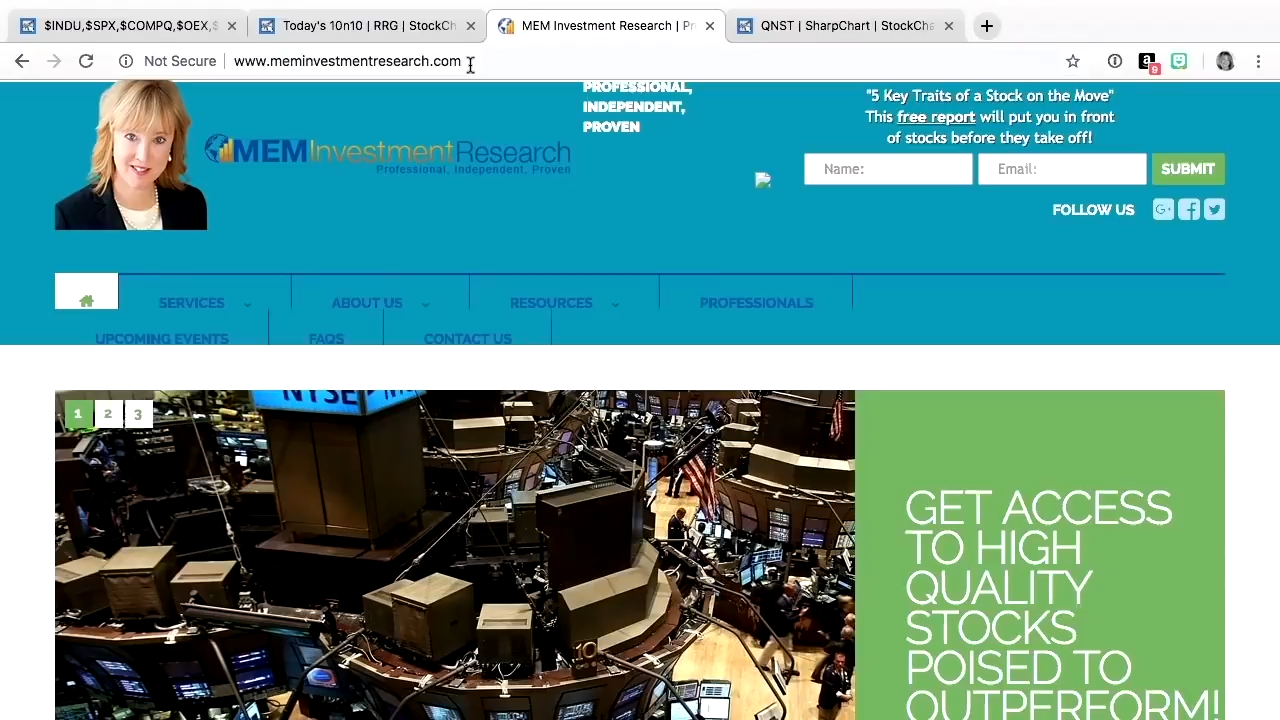 $INDU,$SPX,$COMPQ,$OEX,$
Today's 10n10 | RRG | StockCh
MEM Investment Research | Pr
QNST | SharpChart | StockCha
Not Secure
www.meminvestmentresearch.com
9
PROFESSIONAL,
INDEPENDENT,
PROVEN
MEMInvestmentResearch
Professional, Independent, Proven
"5 Key Traits of a Stock on the Move"
This free report will put you in front
of stocks before they take off!
Name:
Email:
SUBMIT
FOLLOW US
SERVICES
ABOUT US
RESOURCES
PROFESSIONALS
UPCOMING EVENTS
FAQS
CONTACT US
1 2 3
NYSE
10
GET ACCESS
TO HIGH
QUALITY
STOCKS
POISED TO
OUTPERFORM!